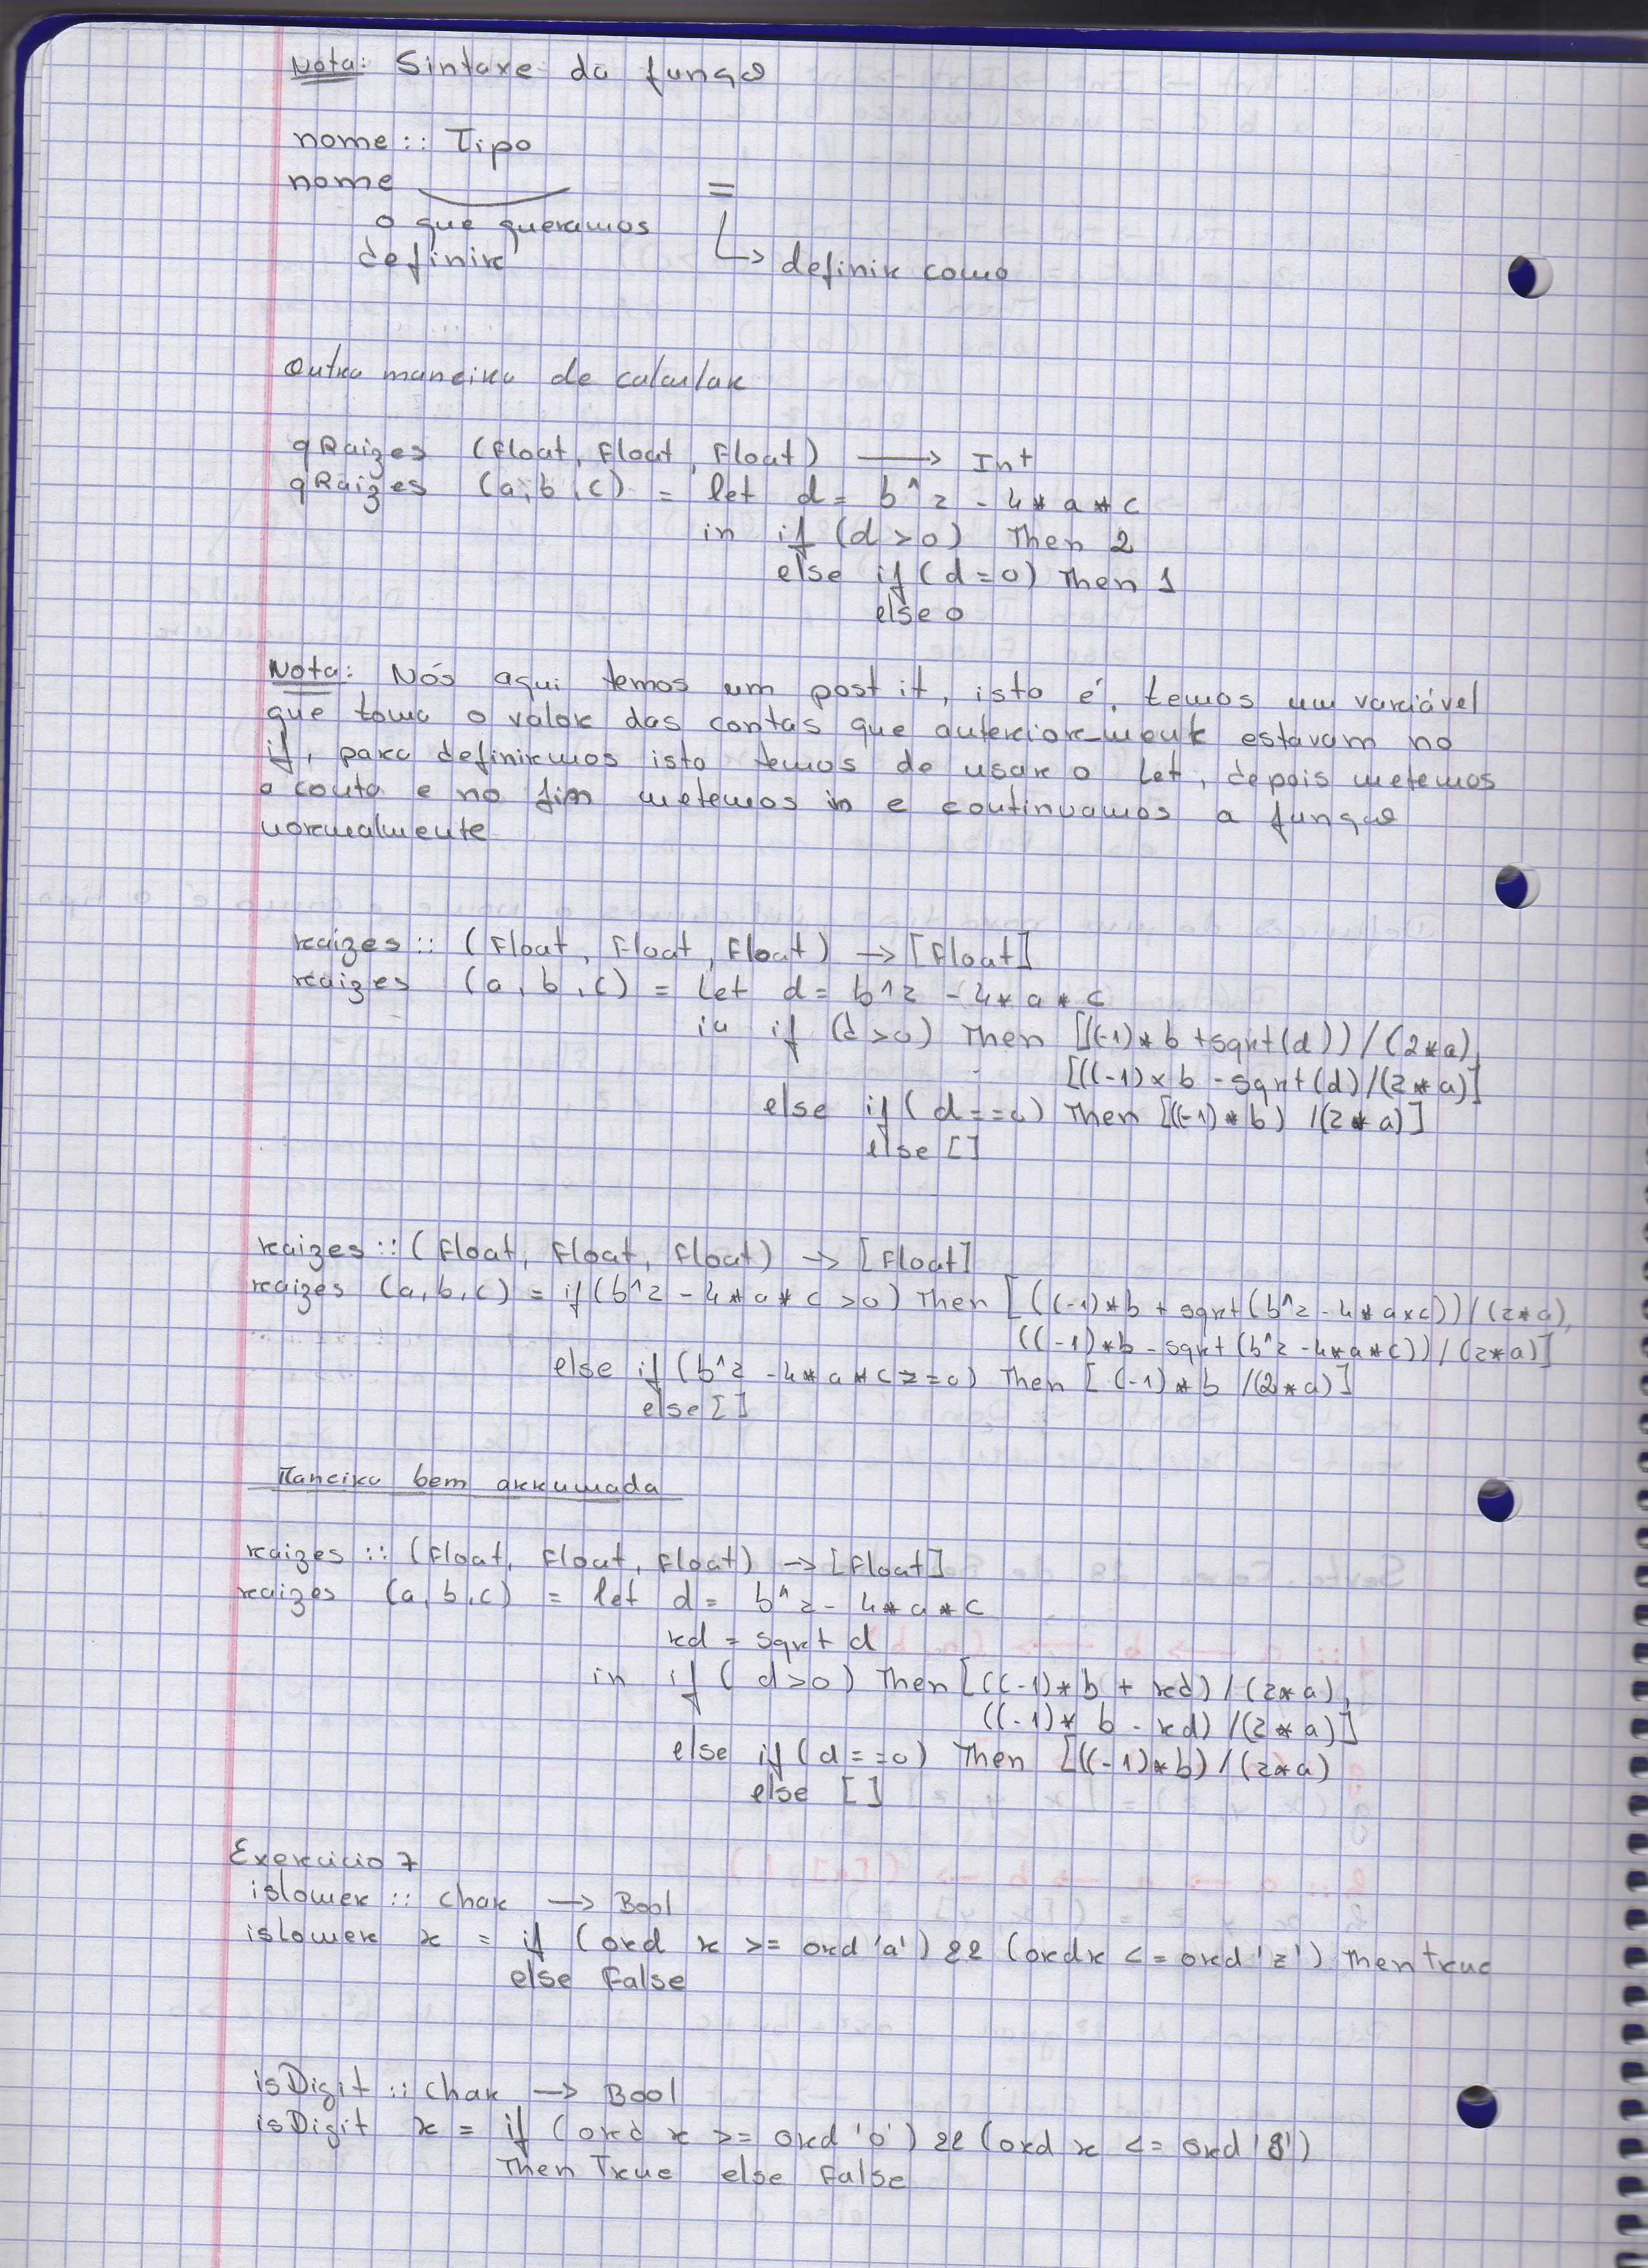 Nota: Sintaxe da função
nome :: Tipo
nome =
o que queramos
definir
definir como
Outra maneira de calcular
qRaizes (Float, Float, Float) → Int
qRaizes (a, b, c) = let d = b^2 - 4*a*c
in if (d > 0) Then 2
else if (d = 0) Then 1
else 0
Nota: Nós aqui temos um post it, isto é, temos um variável
que toma o valor das contas que anteriormente estavam no
if, para definirmos isto temos de usar o let, depois metemos
a conta e no fim metemos in e continuamos a função
normalmente
raizes :: (Float, Float, Float) → [Float]
raizes (a, b, c) = let d = b^2 - 4*a*c
in if (d > 0) Then [((-1)*b + sqrt(d))/(2*a),
[((-1)×b - sqrt(d)/(2*a)]
else if (d == 0) Then [((-1)*b) /(2*a)]
else []
raizes :: (Float, Float, Float) → [Float]
raizes (a, b, c) = if (b^2 - 4*a*c > 0) Then [((-1)*b + sqrt(b^2 - 4*a×c))/(2*a),
((-1)*b - sqrt(b^2 - 4*a*c))/(2*a)]
else if (b^2 - 4*a*c == 0) Then [(-1)*b /(2*a)]
else []
Maneira bem arrumada
raizes :: (Float, Float, Float) → [Float]
raizes (a, b, c) = let d = b^2 - 4*a*c
rd = sqrt d
in if (d > 0) Then [((-1)*b + rd)/(2*a),
((-1)* b - rd) /(2*a)]
else if (d == 0) Then [((-1)*b)/(2*a)
else []
Exercicio 7
islower :: char → Bool
islower x = if (ord x >= ord 'a') && (ord x <= ord 'z') Then True
else False
isDigit :: char → Bool
isDigit x = if (ord x >= ord '0') && (ord x <= ord '9')
Then True else False